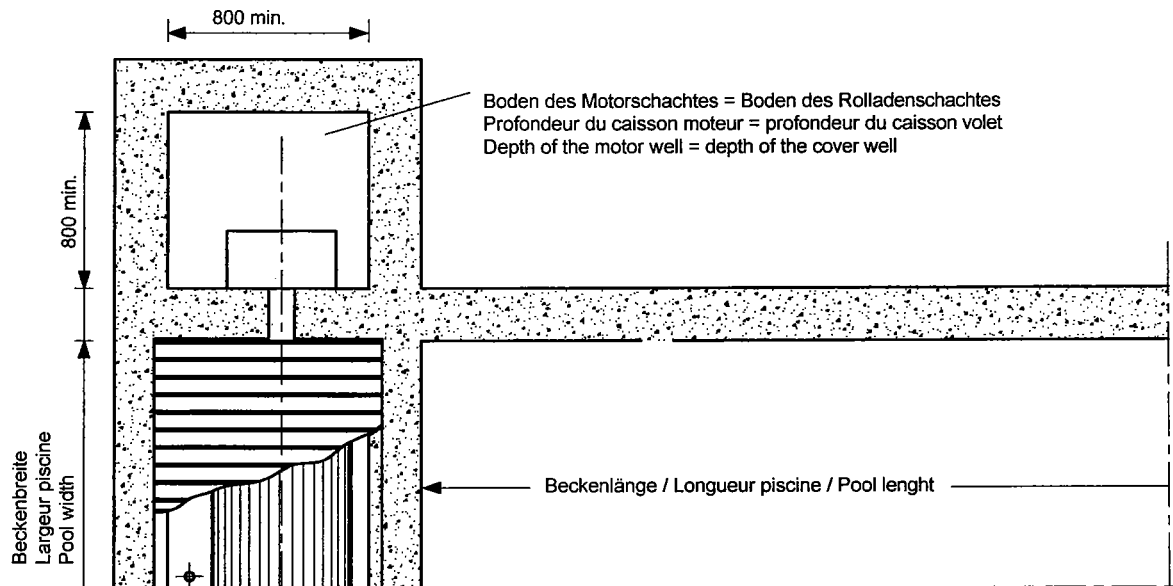 800 min.
Boden des Motorschachtes = Boden des Rolladenschachtes
Profondeur du caisson moteur = profondeur du caisson volet
Depth of the motor well = depth of the cover well
800 min.
Beckenbreite
Largeur piscine
Pool width
Beckenlänge / Longueur piscine / Pool lenght